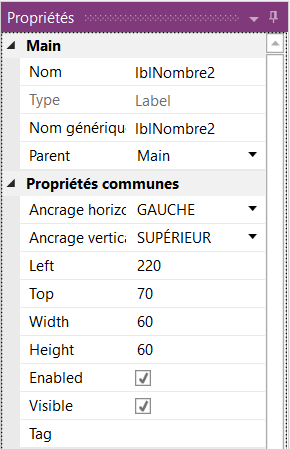 Propriétés
Main
Nom lblNombre2
Type Label
Nom génériqu lblNombre2
Parent Main
Propriétés communes
Ancrage horizo GAUCHE
Ancrage vertica SUPÉRIEUR
Left 220
Top 70
Width 60
Height 60
Enabled
Visible
Tag